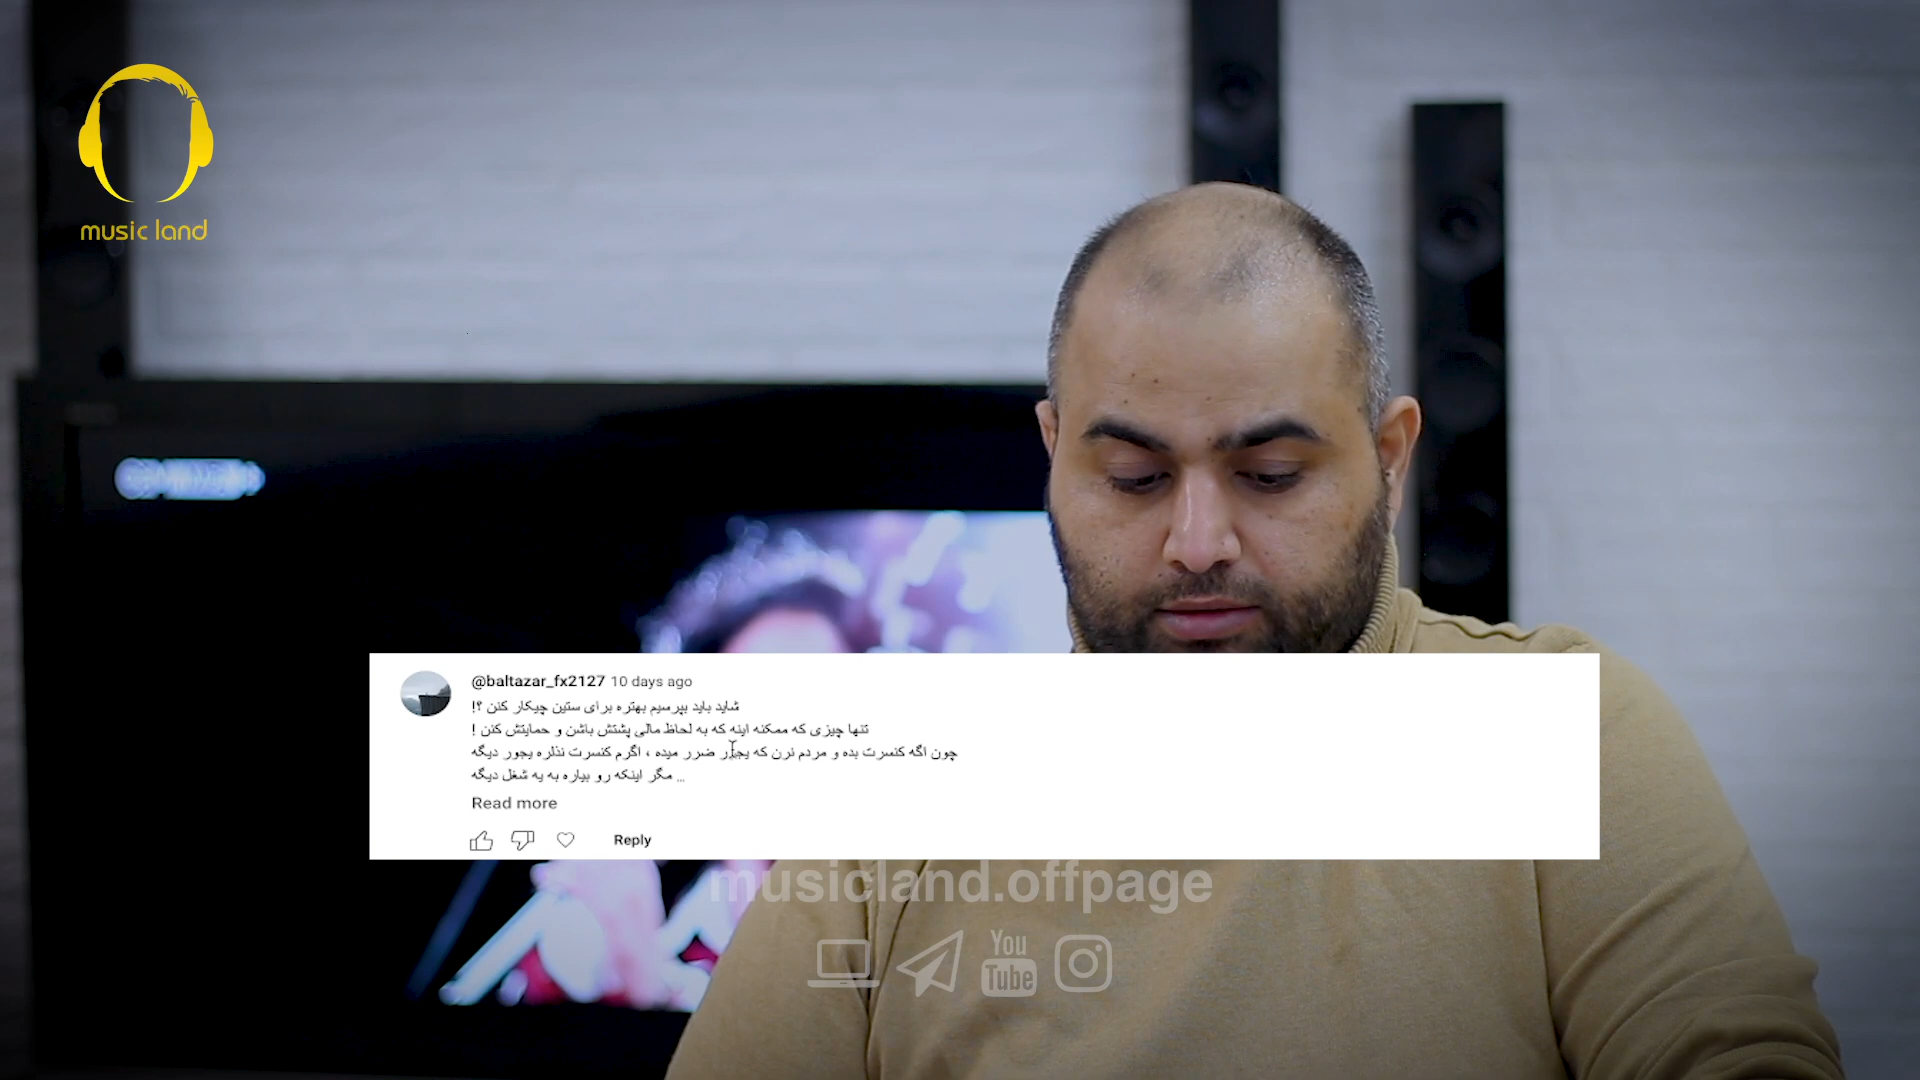 music land
@baltazar_fx2127 10 days ago
شاید باید بپرسیم بهتره برای ستین چیکار کنن ؟!
تنها چیزی که ممکنه اینه که به لحاظ مالی پشتش باشن و حمایتش کنن !
چون اگه کنسرت بده و مردم نرن که یجور ضرر میده ، اگرم کنسرت نذاره یجور دیگه
مگر اینکه رو بیاره به یه شغل دیگه ...
Read more
Reply
musicland.offpage
You
Tube